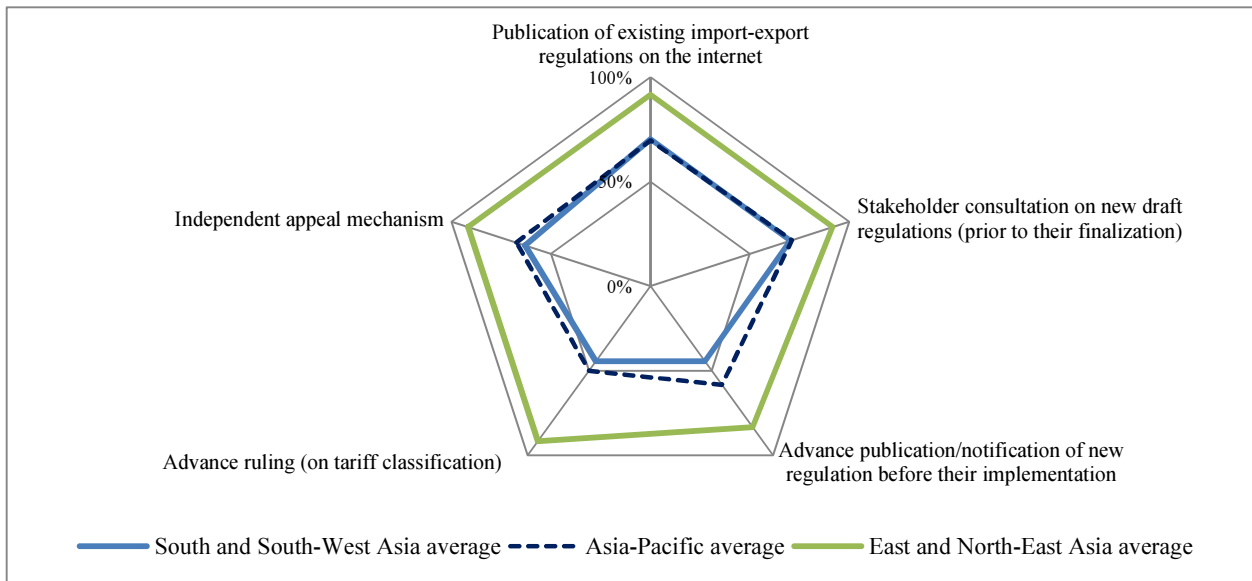 Publication of existing import-export
regulations on the internet
100%
50%
Independent appeal mechanism
Stakeholder consultation on new draft
regulations (prior to their finalization)
0%
Advance ruling (on tariff classification)
Advance publication/notification of new
regulation before their implementation
South and South-West Asia average
Asia-Pacific average
East and North-East Asia average